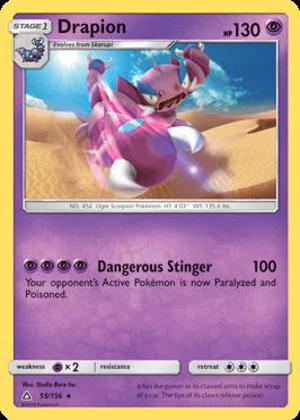 STAGE 1
Drapion
HP 130
Evolves from Skorupi
NO. 452 Ogre Scorpion Pokémon HT: 4'03" WT: 135.6 lbs.
Dangerous Stinger 100
Your opponent's Active Pokémon is now Paralyzed and
Poisoned.
weakness ×2 resistance retreat
Illus. Studio Bora Inc.
55/156 ★
©2018 Pokémon
It has the power in its clawed arms to make scrap
of a car. The tips of its claws release poison.